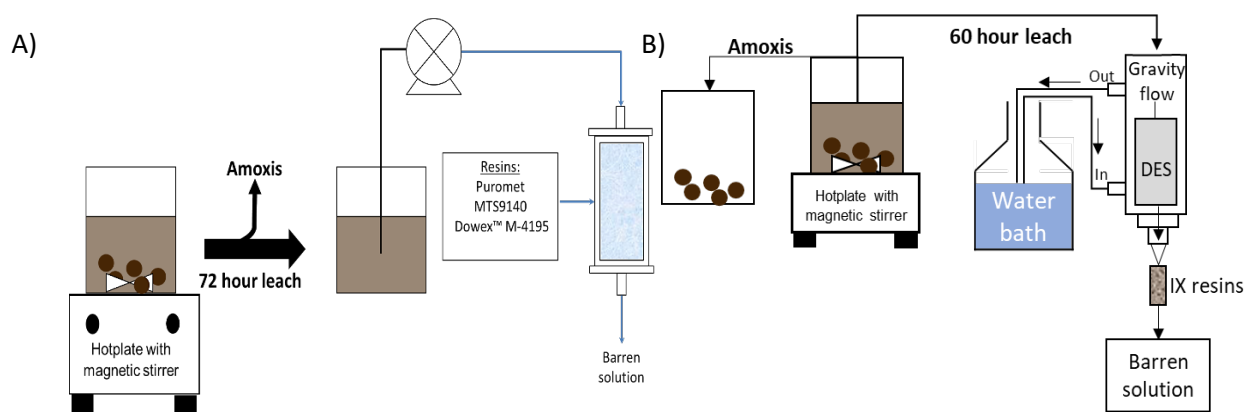 A)
Amoxis
72 hour leach
Hotplate with
magnetic stirrer
Resins:
Puromet
MTS9140
Dowex™ M-4195
Barren
solution
B)
Amoxis
60 hour leach
Hotplate with
magnetic stirrer
Out
In
Water
bath
Gravity
flow
DES
IX resins
Barren
solution